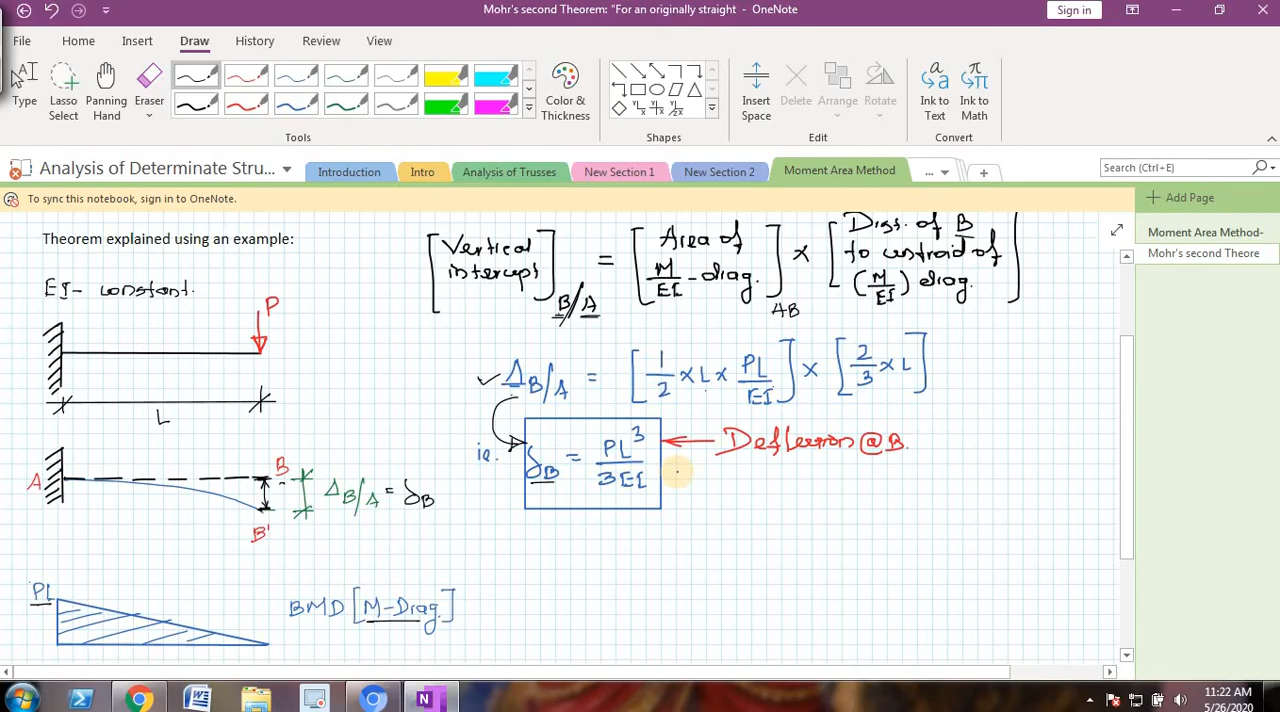 Mohr's second Theorem: "For an originally straight - OneNote
Sign in
File Home Insert Draw History Review View
Type
Lasso Select
Panning Hand
Eraser
Color & Thickness
Insert Space
Delete
Arrange
Rotate
Ink to Text
Ink to Math
Tools
Shapes
Edit
Convert
Analysis of Determinate Stru...
Introduction
Intro
Analysis of Trusses
New Section 1
New Section 2
Moment Area Method
...
Search (Ctrl+E)
To sync this notebook, sign in to OneNote.
Add Page
Moment Area Method-
Mohr's second Theore
Theorem explained using an example:
EI - constant.
P
L
[Vertical intercept] B/A = [Area of M/EI - diag.] AB × [Dist. of B to centroid of (M/EI) diag.]
Δ B/A = [1/2 × L × PL/EI] × [2/3 × L]
ie. δB = PL³/3EI
Deflection @ B.
A
B
B'
Δ B/A = δB
PL
BMD [M-Diag.]
11:22 AM
5/26/2020